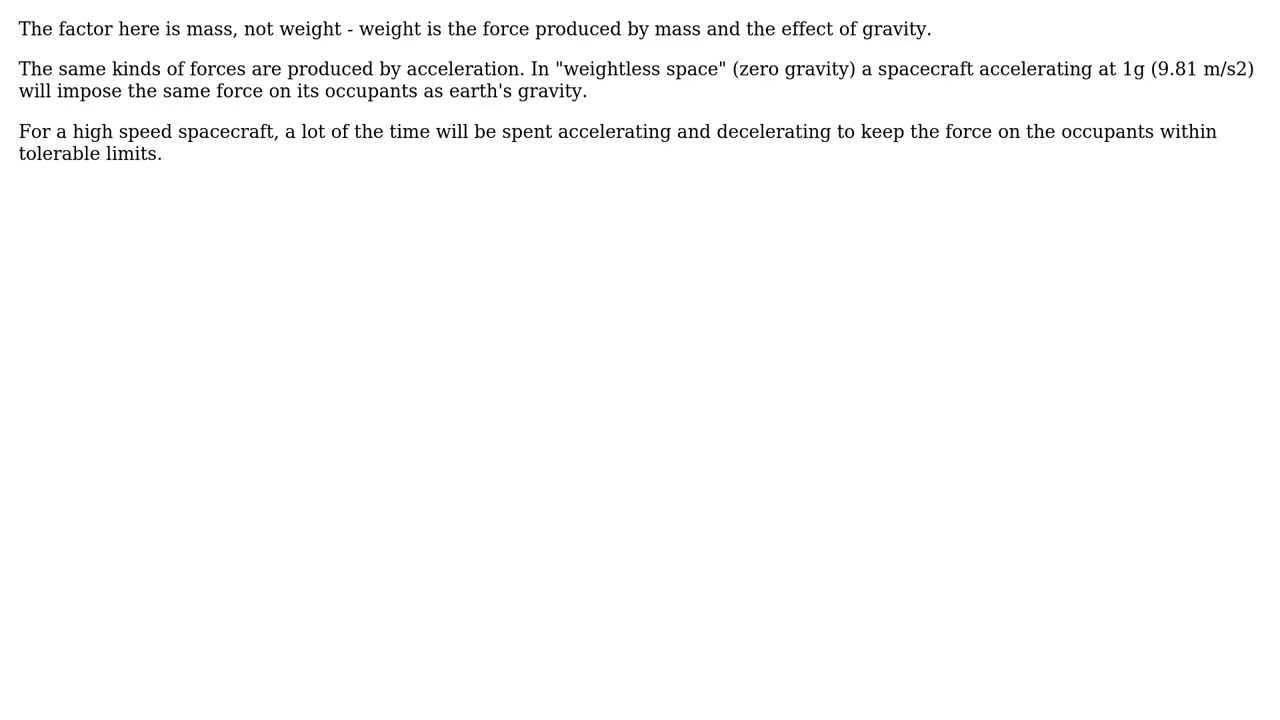 The factor here is mass, not weight - weight is the force produced by mass and the effect of gravity.
The same kinds of forces are produced by acceleration. In "weightless space" (zero gravity) a spacecraft accelerating at 1g (9.81 m/s2)
will impose the same force on its occupants as earth's gravity.
For a high speed spacecraft, a lot of the time will be spent accelerating and decelerating to keep the force on the occupants within
tolerable limits.